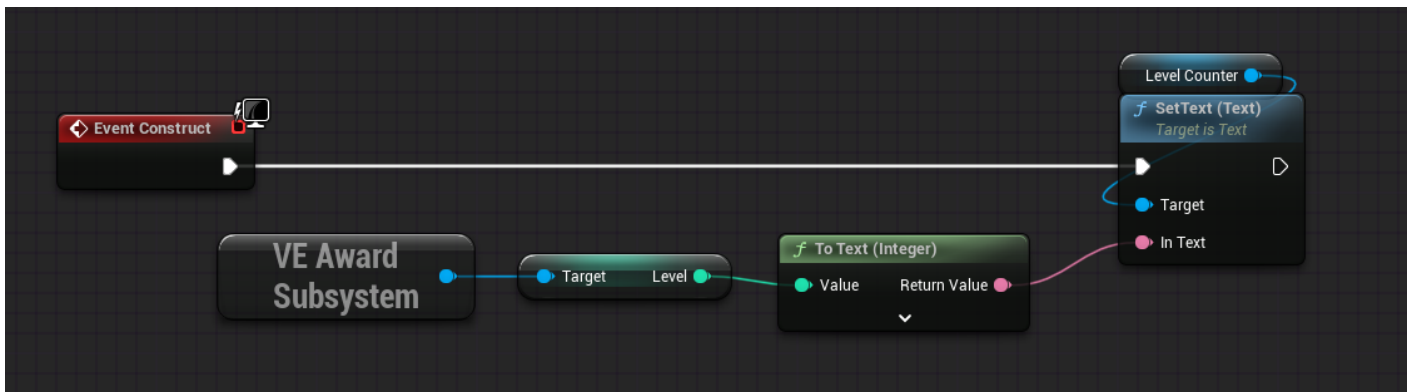 Level Counter
f SetText (Text)
Target is Text
Event Construct
Target
In Text
VE Award
Subsystem
Target Level
f To Text (Integer)
Value Return Value